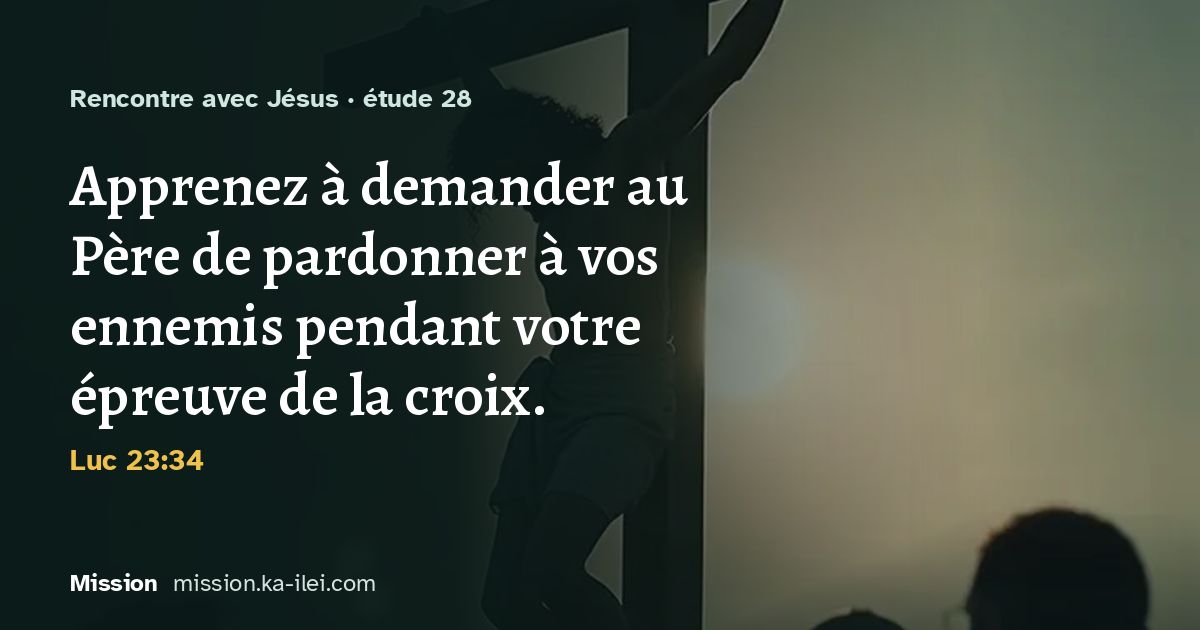 Rencontre avec Jésus · étude 28
Apprenez à demander au
Père de pardonner à vos
ennemis pendant votre
épreuve de la croix.
Luc 23:34
Mission mission.ka-ilei.com